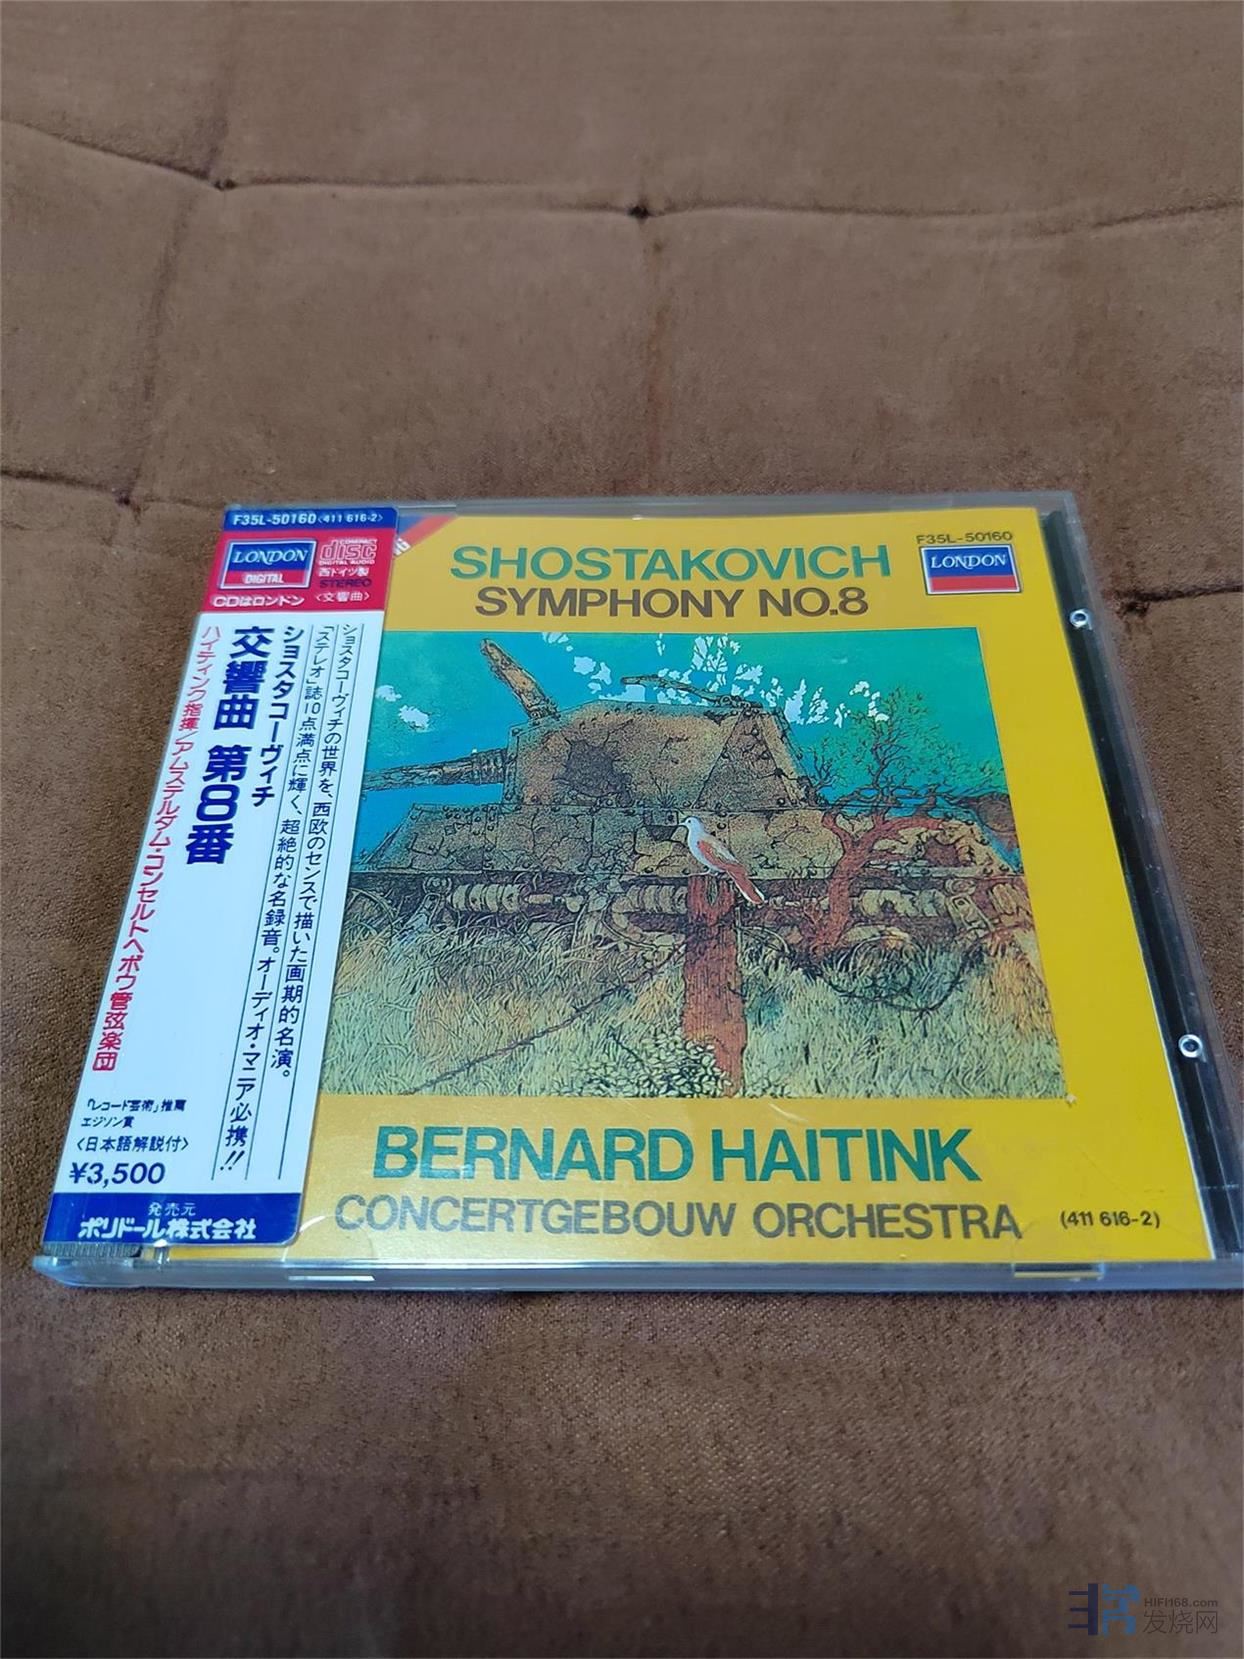 F35L-50160<411 616-2>
LONDON
DIGITAL
COMPACT
disc
DIGITAL AUDIO
西ドイツ製
STEREO
CDはロンドン
〈交響曲〉
ショスタコーヴィチの世界を、西欧のセンスで描いた画期的名演。
「ステレオ」誌10点満点に輝く、超絶的な名録音。オーディオ・マニア必携!!
ショスタコーヴィチ
交響曲 第8番
ハイティンク指揮/アムステルダム・コンセルトヘボウ管弦楽団
「レコード芸術」推薦
エジソン賞
〈日本語解説付〉
¥3,500
発売元
ポリドール株式会社
SHOSTAKOVICH
SYMPHONY NO.8
F35L-50160
LONDON
BERNARD HAITINK
CONCERTGEBOUW ORCHESTRA
(411 616-2)
HIFI168.com
发烧网